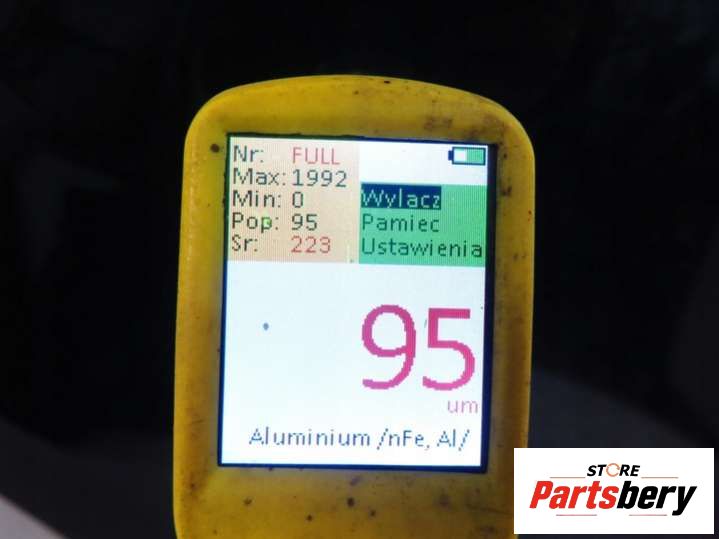 Nr: FULL
Max: 1992
Min: 0
Pop: 95
Sr: 223
Wylacz
Pamiec
Ustawienia
95
um
Aluminium /nFe, Al/
STORE
Partsbery